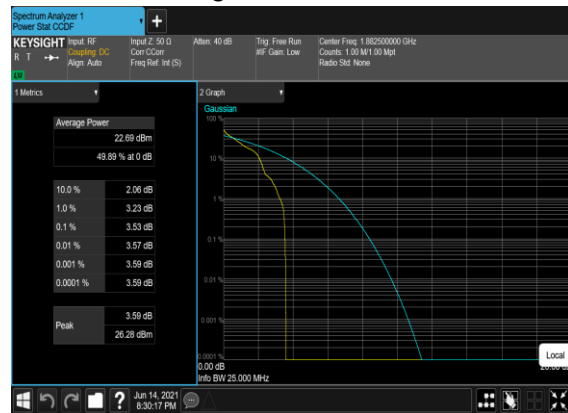 Spectrum Analyzer 1
Power Stat CCDF
KEYSIGHT
R T
LW
Input: RF
Coupling: DC
Align: Auto
Input Z: 50 Ω
Corr CCorr
Freq Ref: Int (S)
Atten: 40 dB
Trig: Free Run
#IF Gain: Low
Center Freq: 1.882500000 GHz
Counts: 1.00 M/1.00 Mpt
Radio Std: None
1 Metrics
Average Power
22.69 dBm
49.89 % at 0 dB
10.0 % 2.06 dB
1.0 % 3.23 dB
0.1 % 3.53 dB
0.01 % 3.57 dB
0.001 % 3.59 dB
0.0001 % 3.59 dB
Peak
3.59 dB
26.28 dBm
2 Graph
Gaussian
100 %
10 %
1 %
0.1 %
0.01 %
0.001 %
0.0001 %
0.00 dB
Info BW 25.000 MHz
Local
?
Jun 14, 2021
8:30:17 PM